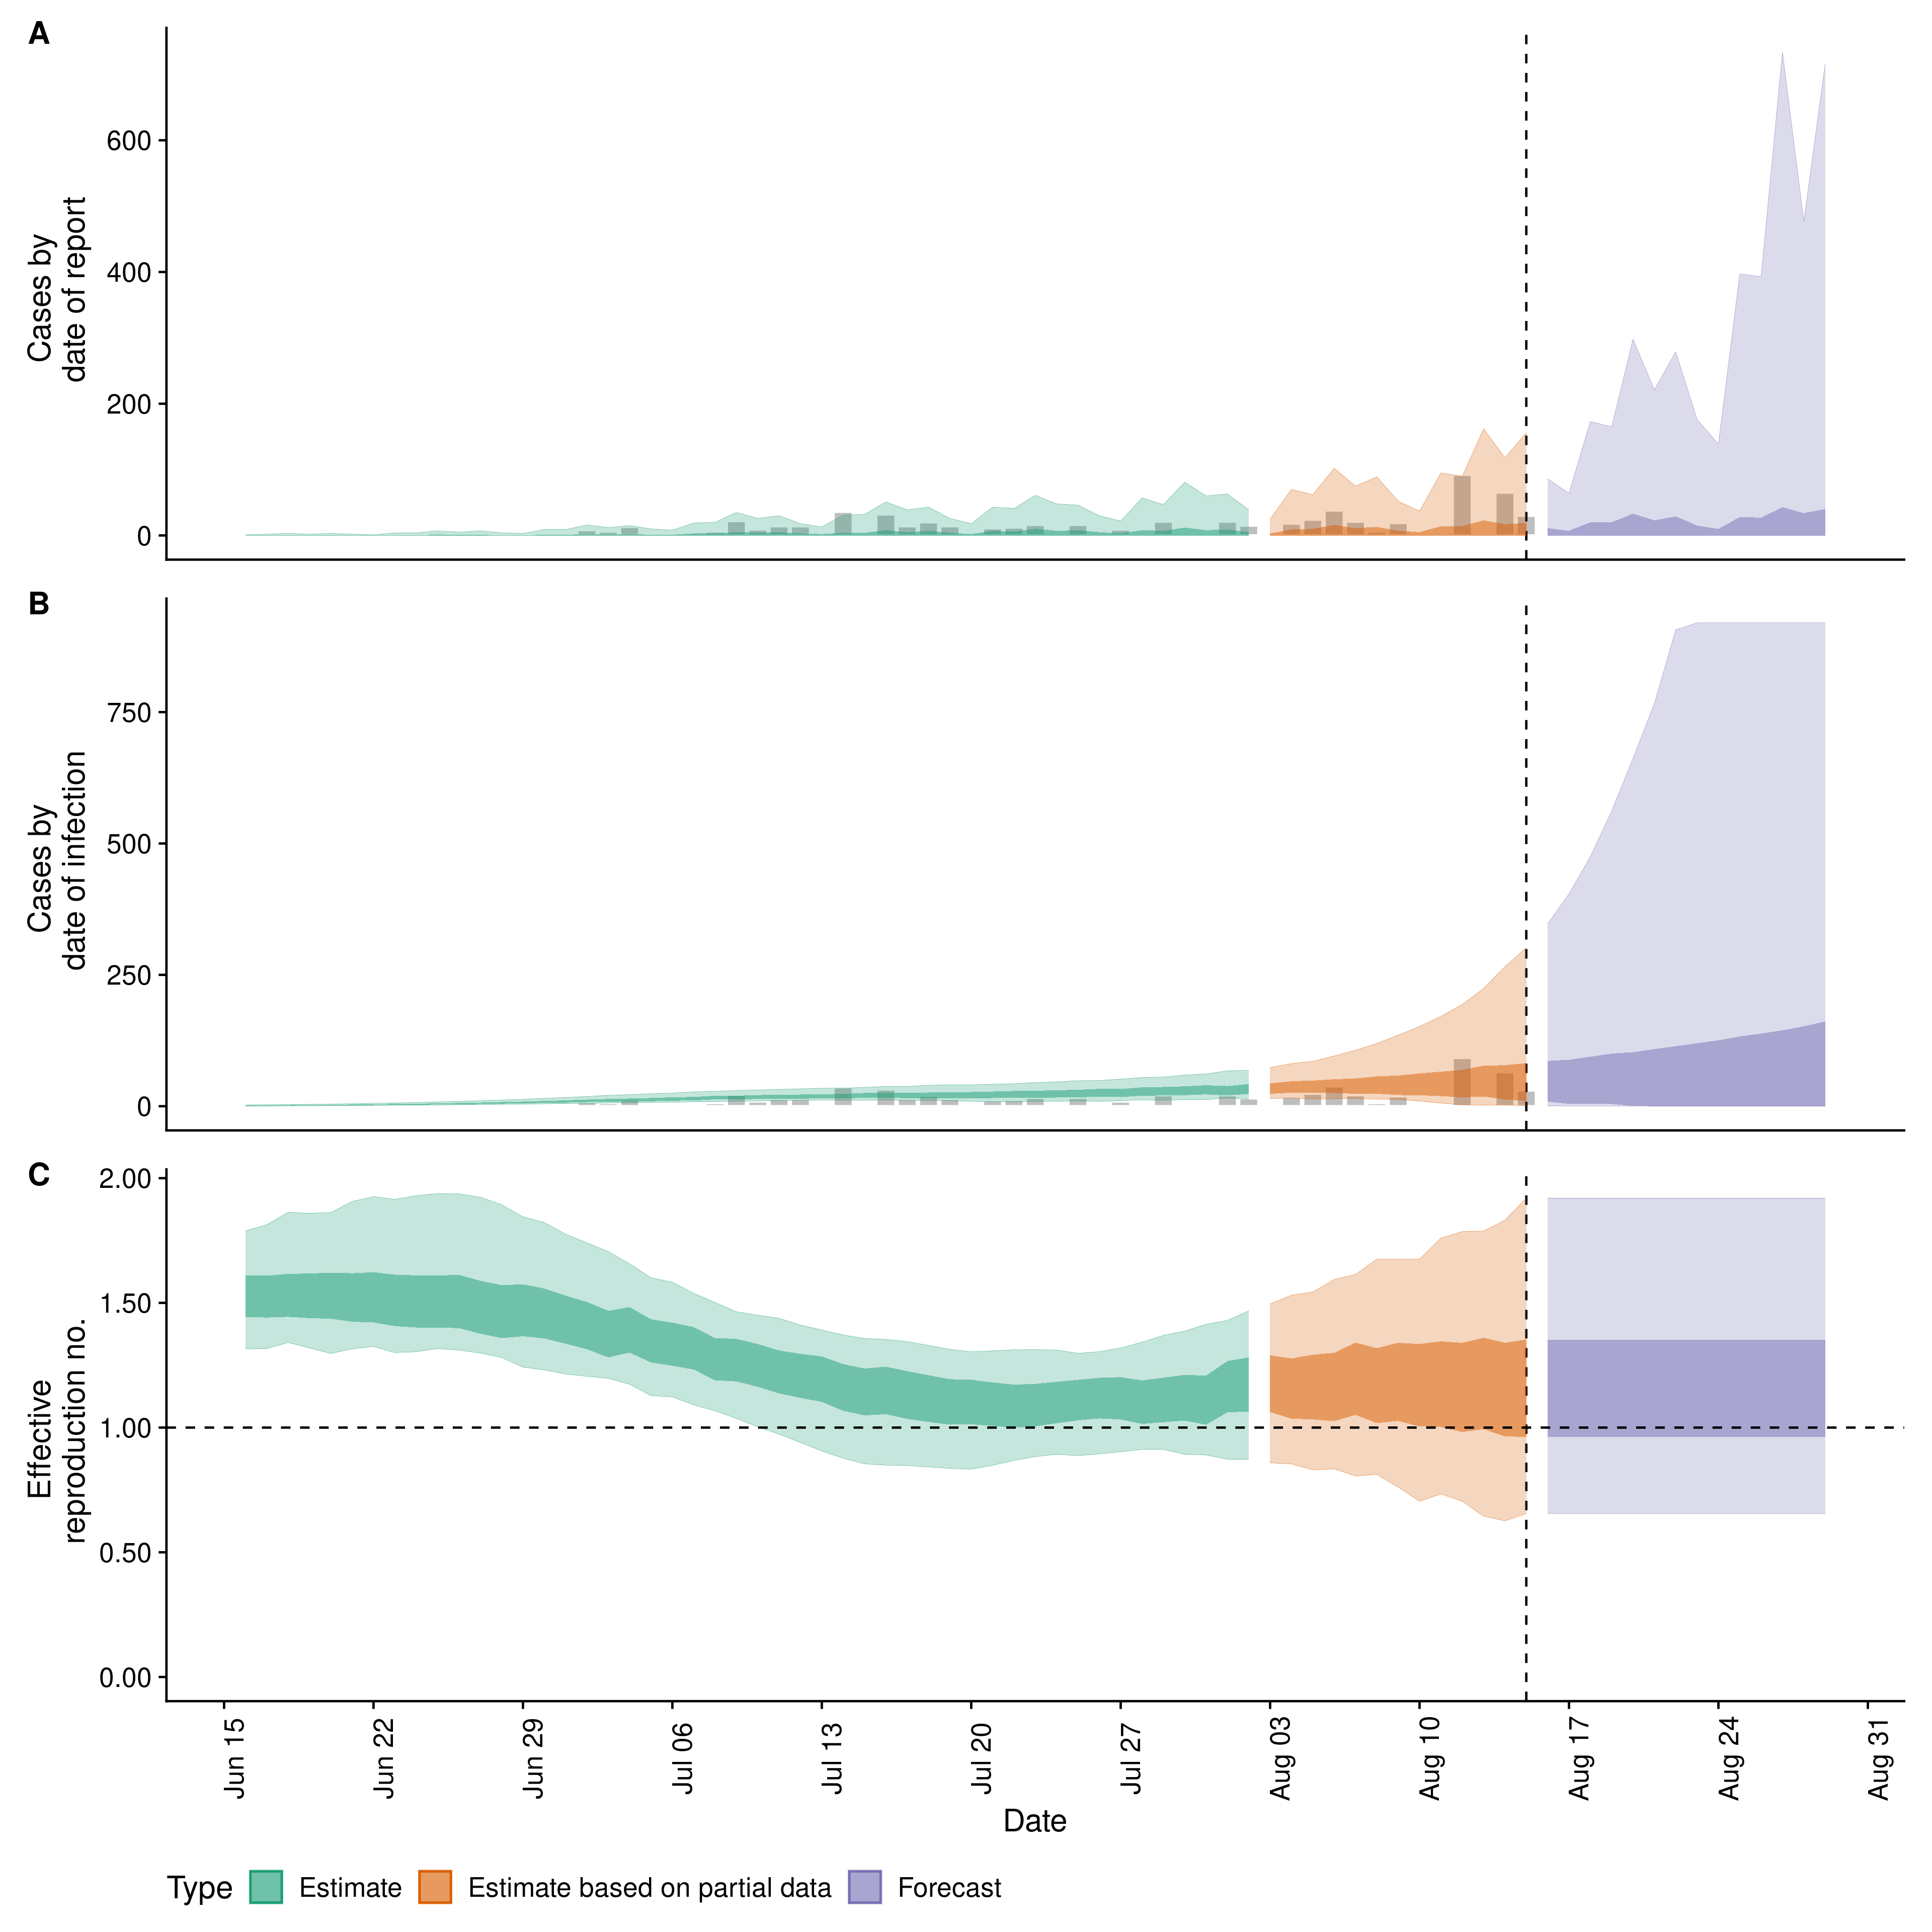 A
Cases by
date of report
600
400
200
0
B
Cases by
date of infection
750
500
250
0
C
Effective
reproduction no.
2.00
1.50
1.00
0.50
0.00
Jun 15
Jun 22
Jun 29
Jul 06
Jul 13
Jul 20
Jul 27
Aug 03
Aug 10
Aug 17
Aug 24
Aug 31
Date
Type Estimate Estimate based on partial data Forecast